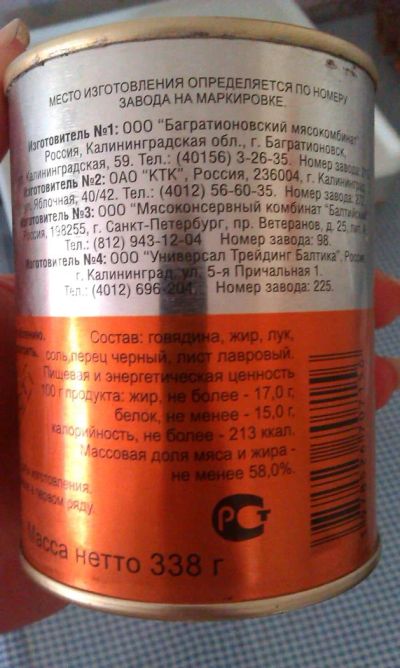 МЕСТО ИЗГОТОВЛЕНИЯ ОПРЕДЕЛЯЕТСЯ ПО НОМЕРУ
ЗАВОДА НА МАРКИРОВКЕ.
Изготовитель №1: ООО "Багратионовский мясокомбинат"
Россия, Калининградская обл., г. Багратионовск,
Калининградская, 59. Тел.: (40156) 3-26-35. Номер завода:
Изготовитель №2: ОАО "КТК", Россия, 236004, г. Калининград
ул. Яблочная, 40/42. Тел.: (4012) 56-60-35. Номер завода:
Изготовитель №3: ООО "Мясоконсервный комбинат "Балтийский"
Россия, 198255, г. Санкт-Петербург, пр. Ветеранов, д. 25,
Тел.: (812) 943-12-04 Номер завода: 98.
Изготовитель №4: ООО "Универсал Трейдинг Балтика",
г. Калининград, ул. 5-я Причальная 1.
Тел.: (4012) 696-204. Номер завода: 225.
Состав: говядина, жир, лук,
соль, перец черный, лист лавровый.
Пищевая и энергетическая ценность
100 г продукта: жир, не более - 17,0 г,
белок, не менее - 15,0 г,
калорийность, не более - 213 ккал.
Массовая доля мяса и жира -
не менее 58,0%.
изготовления.
в первом ряду.
РСТ
Масса нетто 338 г